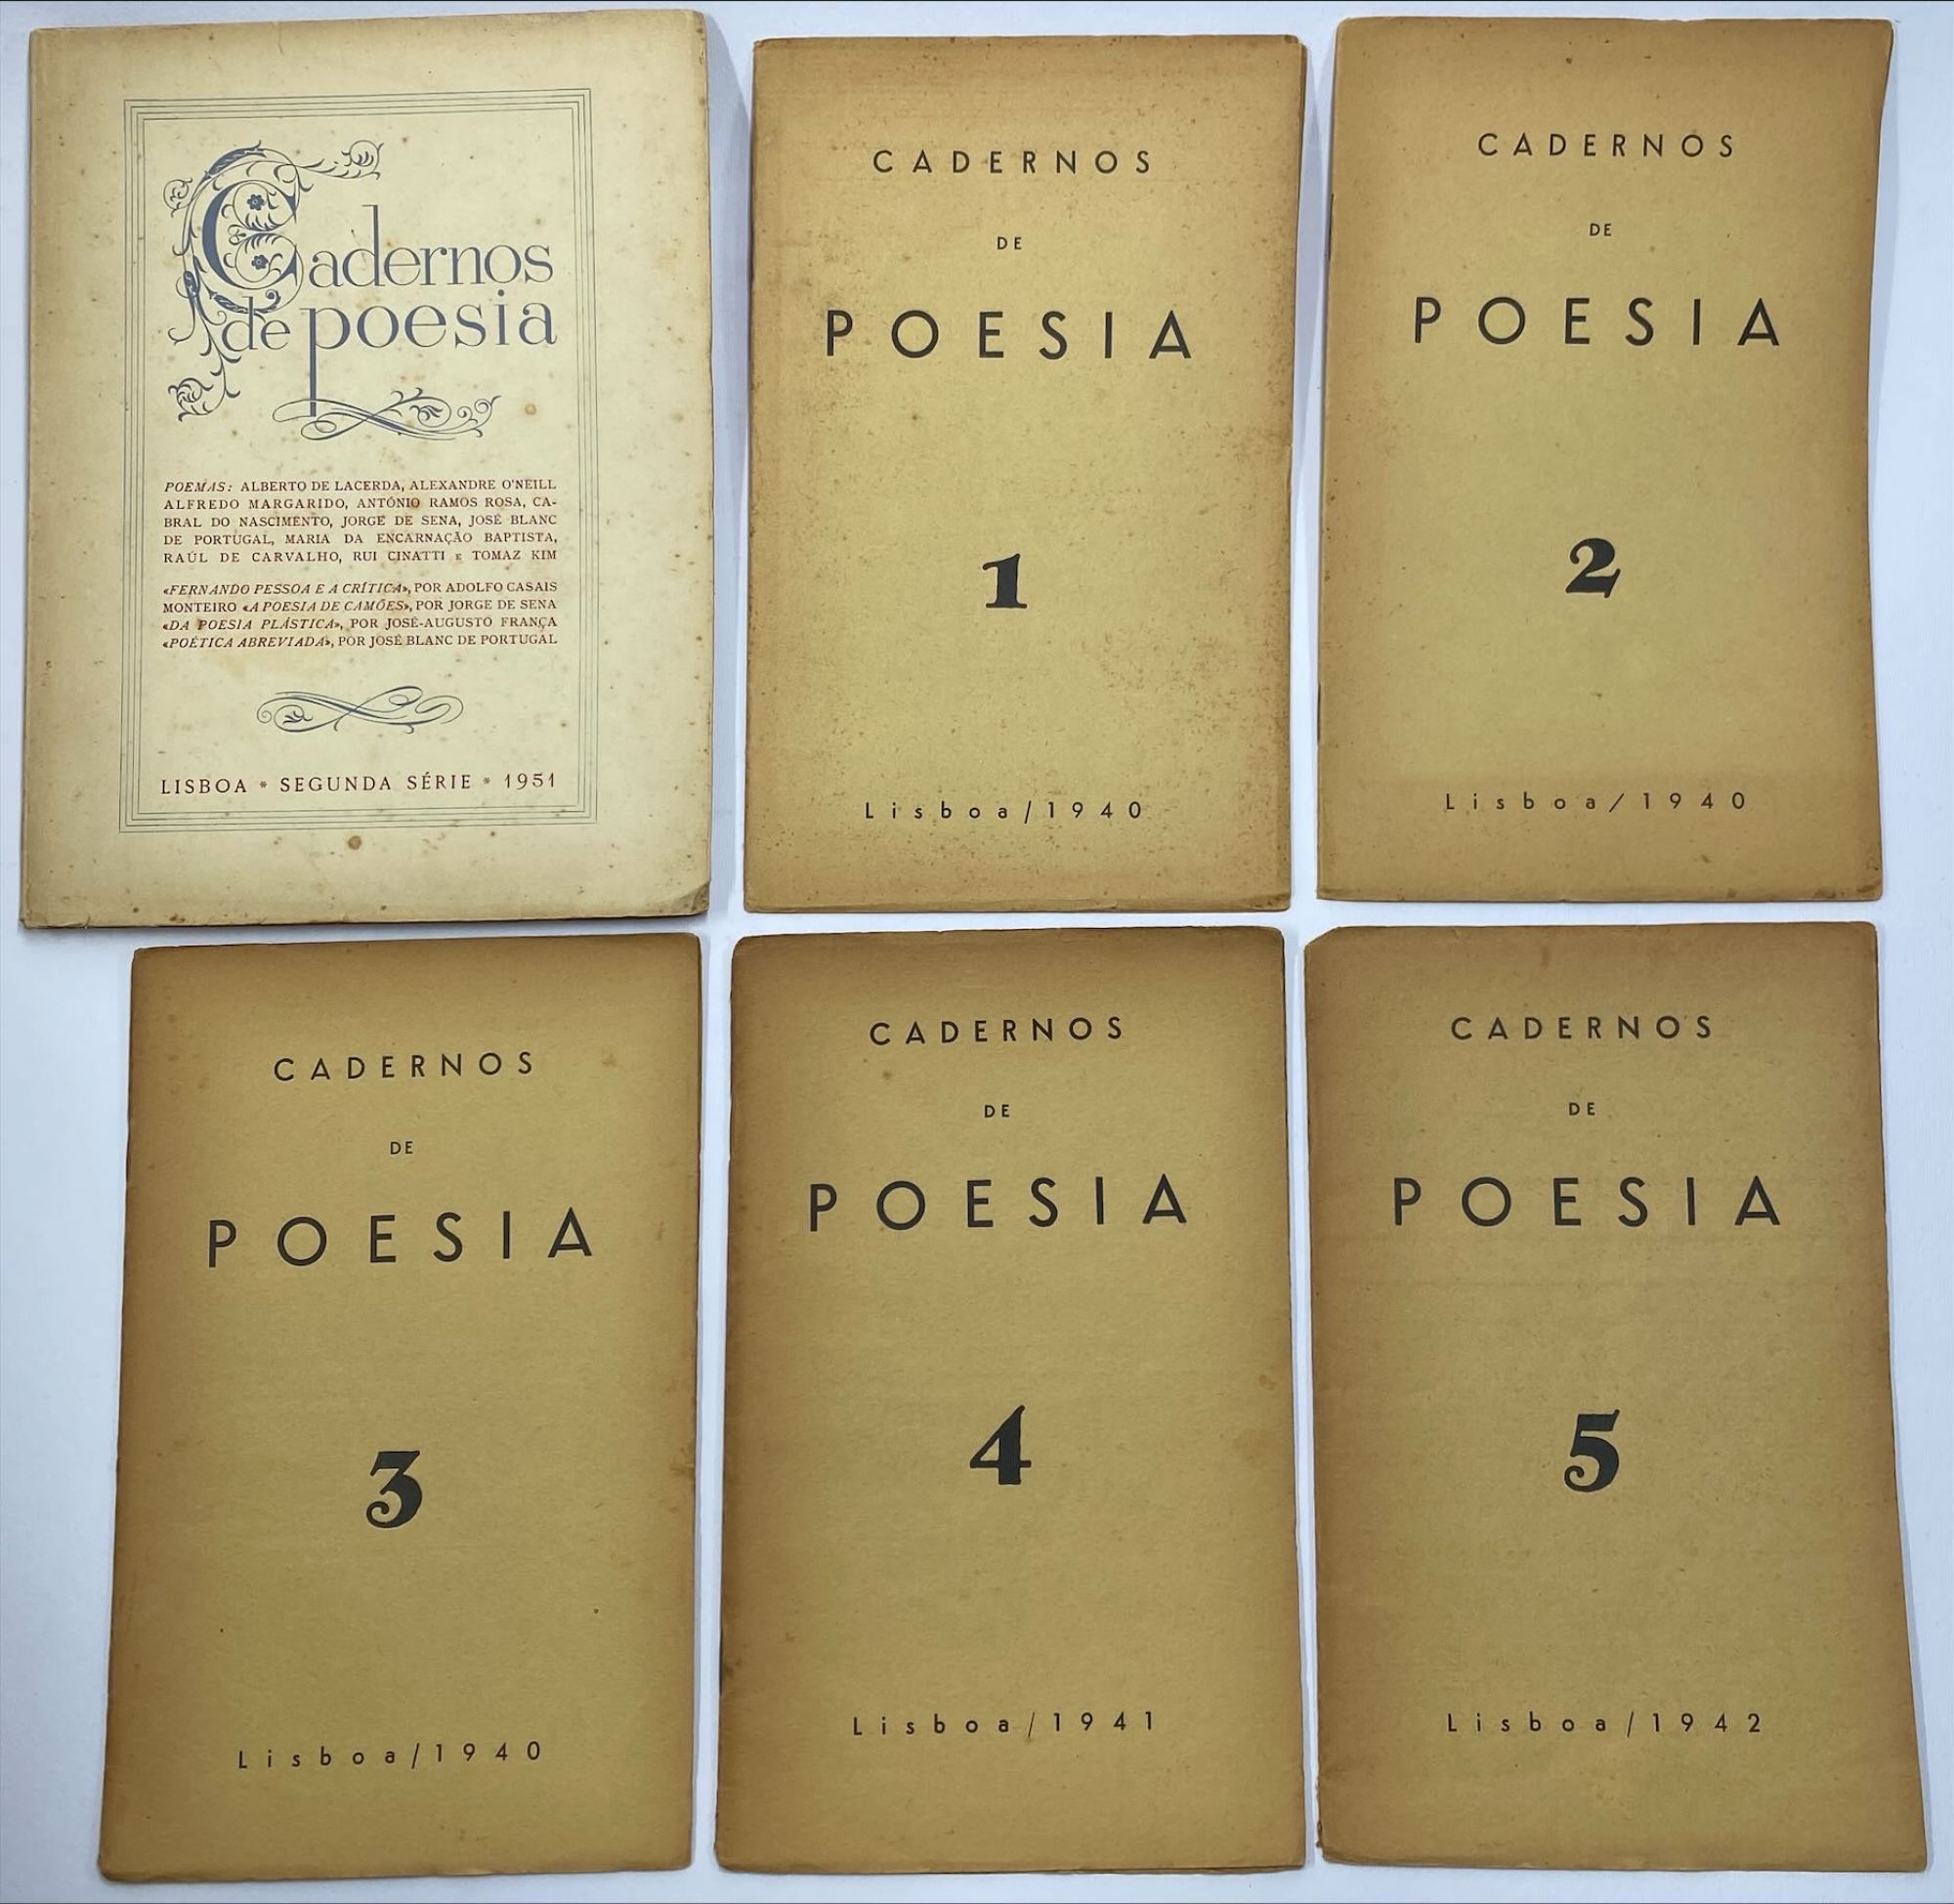 Cadernos
de poesia
POEMAS: ALBERTO DE LACERDA, ALEXANDRE O'NEILL
ALFREDO MARGARIDO, ANTÓNIO RAMOS ROSA, CA-
BRAL DO NASCIMENTO, JORGE DE SENA, JOSÉ BLANC
DE PORTUGAL, MARIA DA ENCARNAÇÃO BAPTISTA,
RAÚL DE CARVALHO, RUI CINATTI E TOMAZ KIM
«FERNANDO PESSOA E A CRÍTICA», POR ADOLFO CASAIS
MONTEIRO «A POESIA DE CAMÕES», POR JORGE DE SENA
«DA POESIA PLÁSTICA», POR JOSÉ-AUGUSTO FRANÇA
«POÉTICA ABREVIADA», POR JOSÉ BLANC DE PORTUGAL
LISBOA * SEGUNDA SÉRIE * 1951
CADERNOS
DE
POESIA
1
Lisboa/1940
CADERNOS
DE
POESIA
2
Lisboa/1940
CADERNOS
DE
POESIA
3
Lisboa/1940
CADERNOS
DE
POESIA
4
Lisboa/1941
CADERNOS
DE
POESIA
5
Lisboa/1942